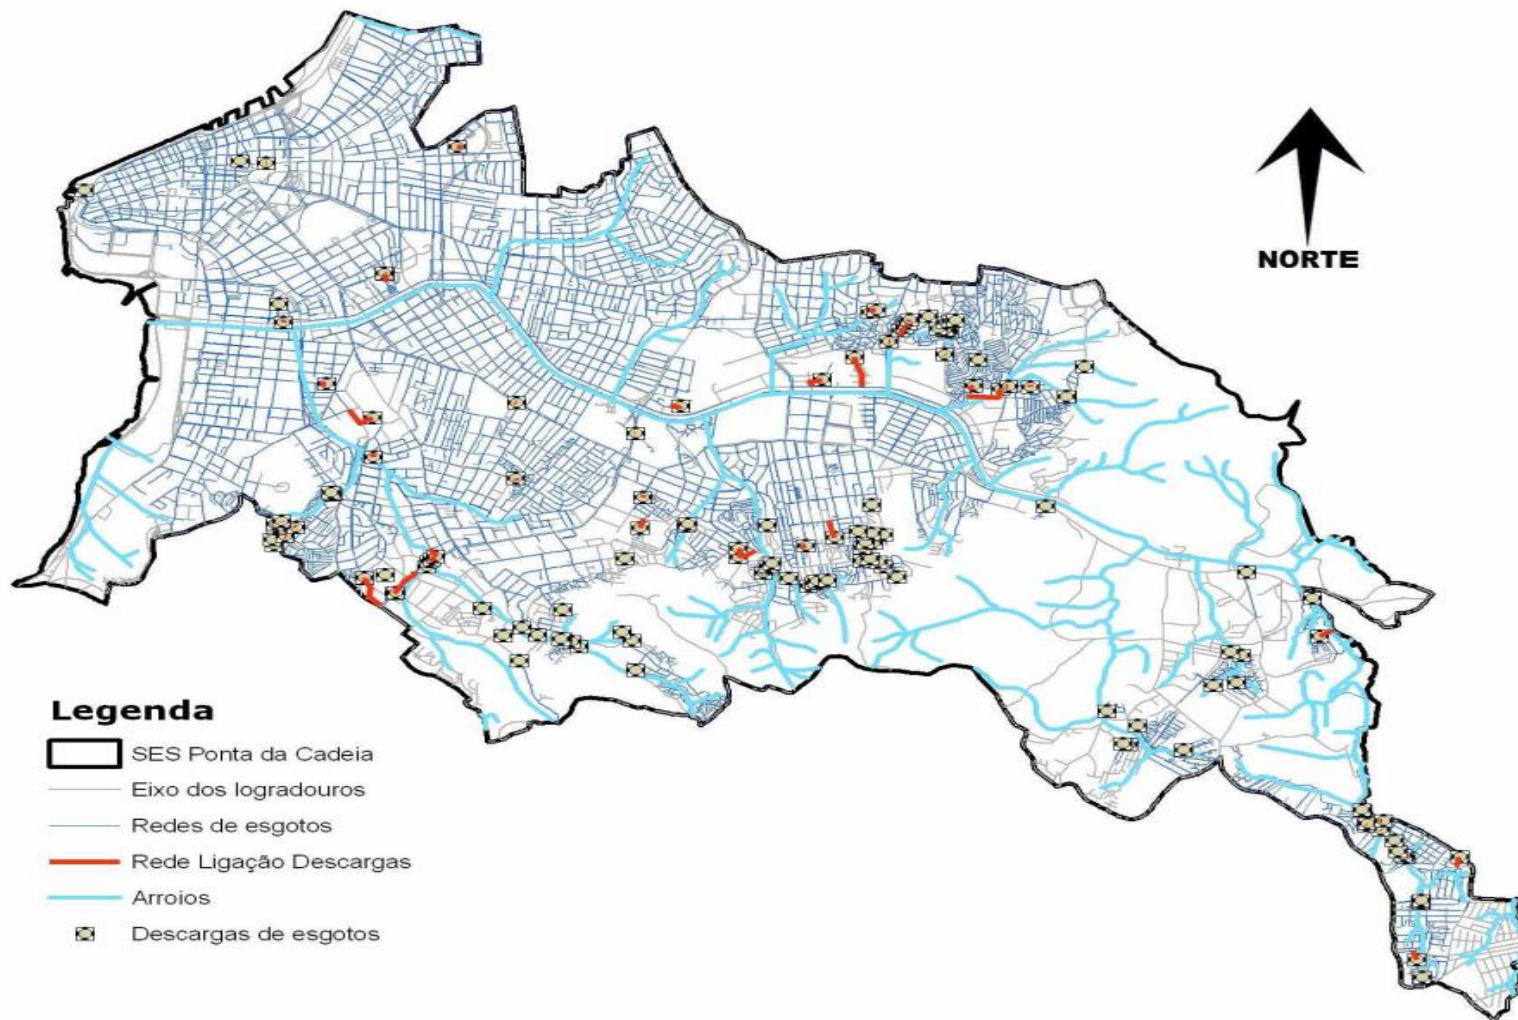 NORTE
Legenda
SES Ponta da Cadeia
Eixo dos logradouros
Redes de esgotos
Rede Ligação Descargas
Arroios
Descargas de esgotos